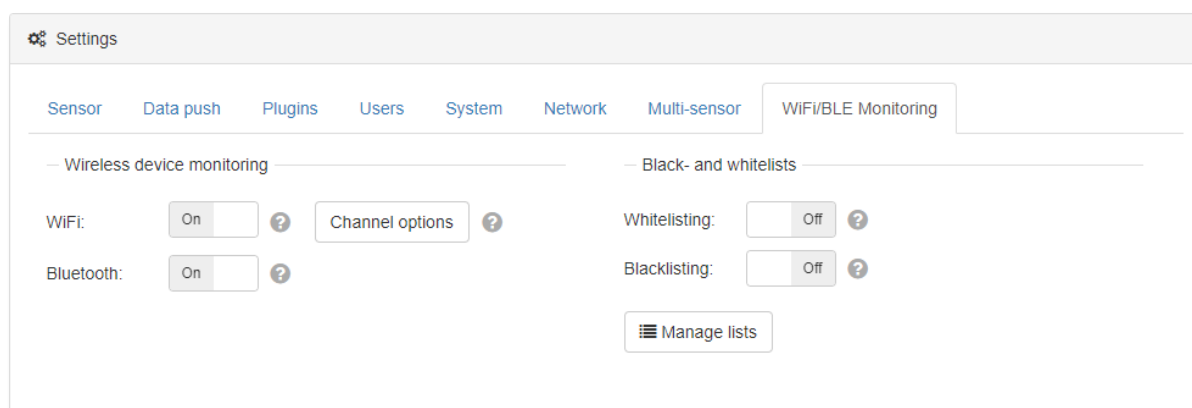 Settings
Sensor Data push Plugins Users System Network Multi-sensor WiFi/BLE Monitoring
Wireless device monitoring
WiFi: On ? Channel options ?
Bluetooth: On ?
Black- and whitelists
Whitelisting: Off ?
Blacklisting: Off ?
Manage lists